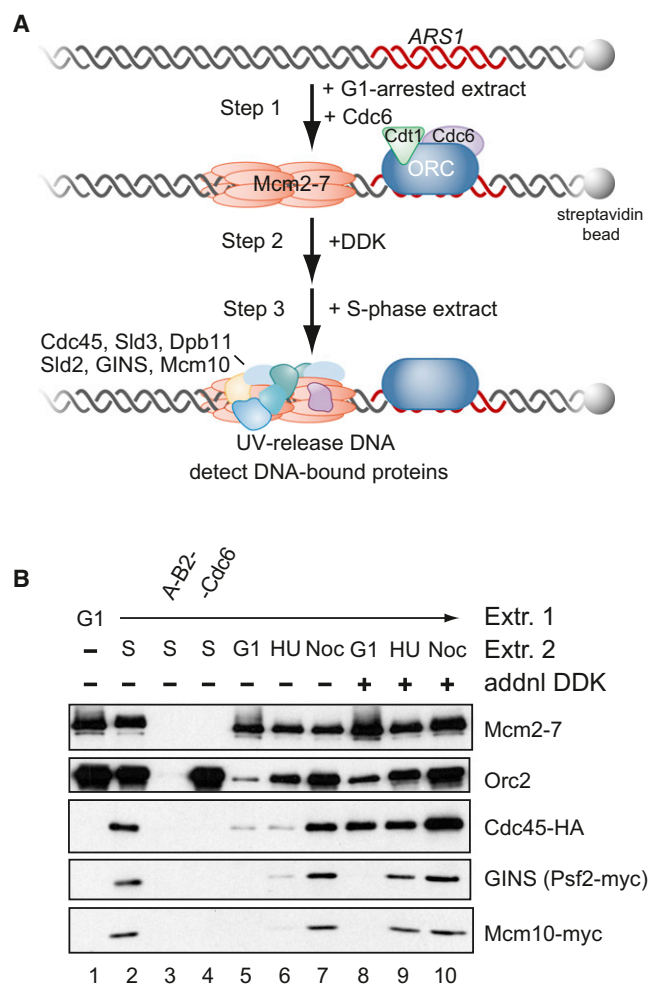 A
ARS1
+ G1-arrested extract
Step 1
+ Cdc6
Cdt1 Cdc6
ORC
Mcm2-7
streptavidin
bead
Step 2 +DDK
Step 3 + S-phase extract
Cdc45, Sld3, Dpb11
Sld2, GINS, Mcm10
UV-release DNA
detect DNA-bound proteins
B
A-B2-
-Cdc6
G1 Extr. 1
– S S S G1 HU Noc G1 HU Noc Extr. 2
– – – – – – – + + + addnl DDK
Mcm2-7
Orc2
Cdc45-HA
GINS (Psf2-myc)
Mcm10-myc
1 2 3 4 5 6 7 8 9 10